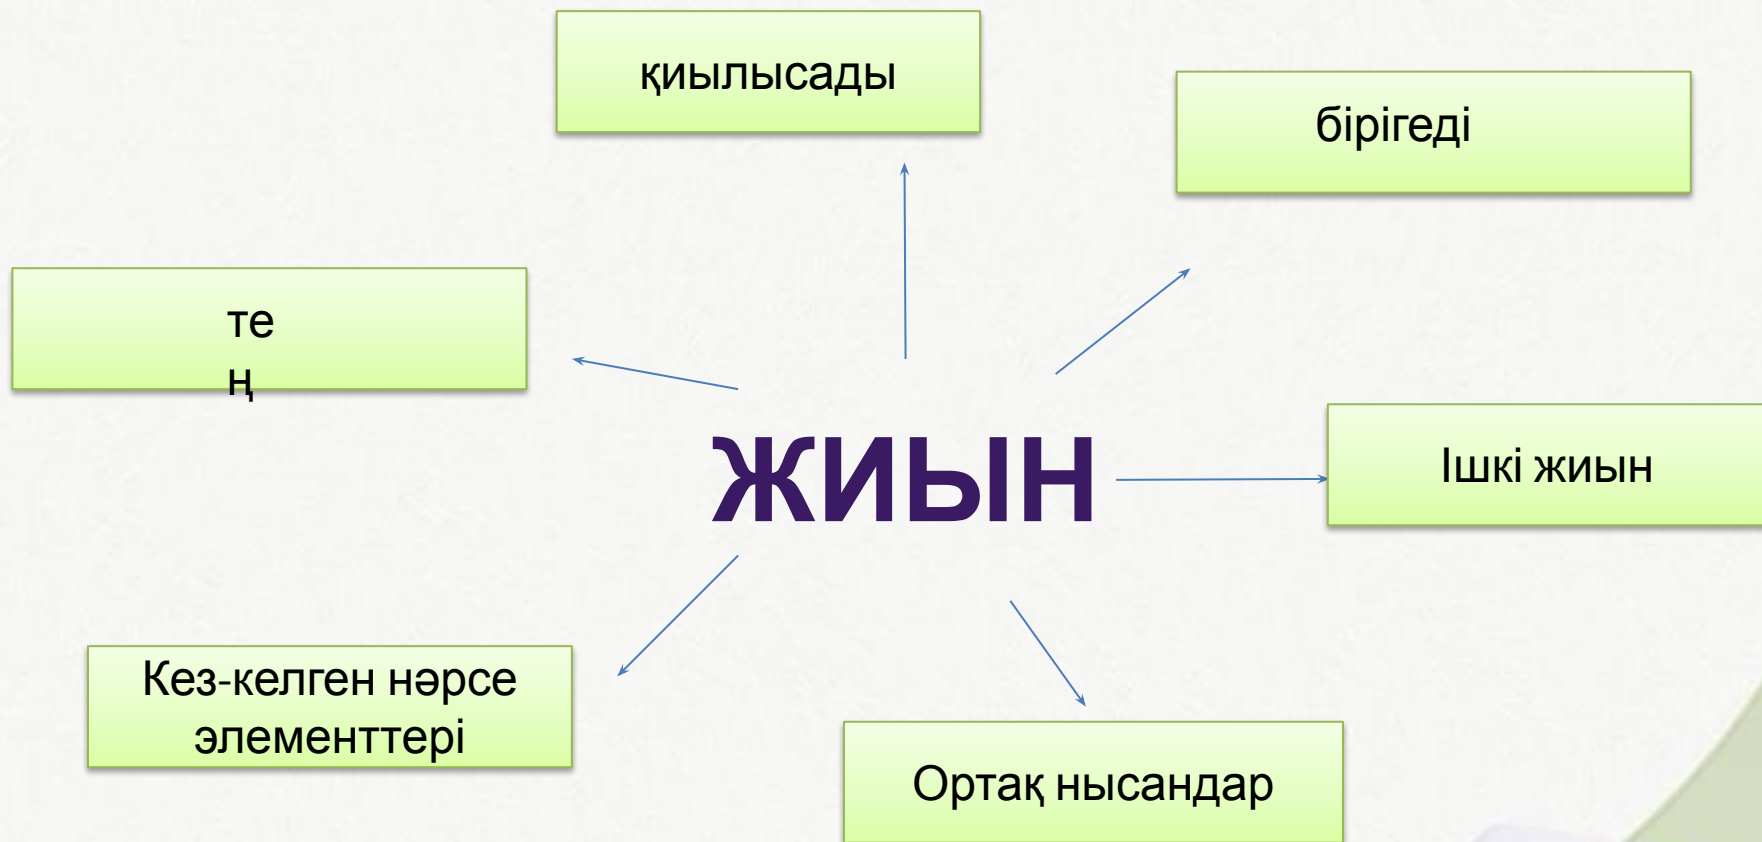 қиылысады
бірігеді
те
ң
ЖИЫН
Ішкі жиын
Кез-келген нәрсе
элементтері
Ортақ нысандар